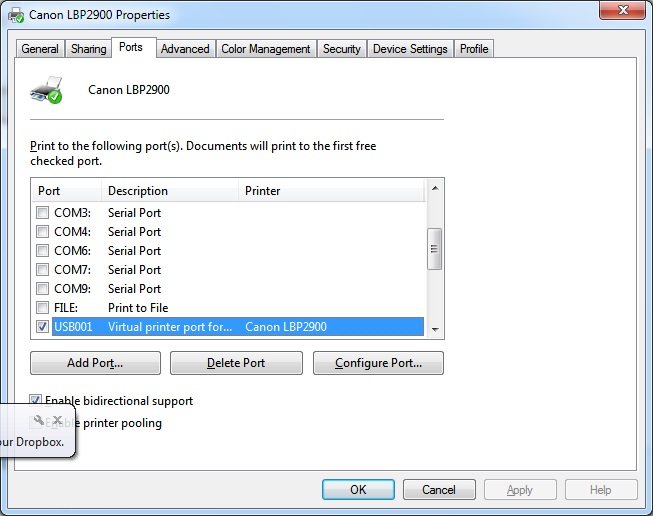 Canon LBP2900 Properties
General Sharing Ports Advanced Color Management Security Device Settings Profile
Canon LBP2900
Print to the following port(s). Documents will print to the first free
checked port.
Port Description Printer
COM3: Serial Port
COM4: Serial Port
COM6: Serial Port
COM7: Serial Port
COM9: Serial Port
FILE: Print to File
USB001 Virtual printer port for... Canon LBP2900
Add Port... Delete Port Configure Port...
Enable bidirectional support
Enable printer pooling
our Dropbox.
OK Cancel Apply Help